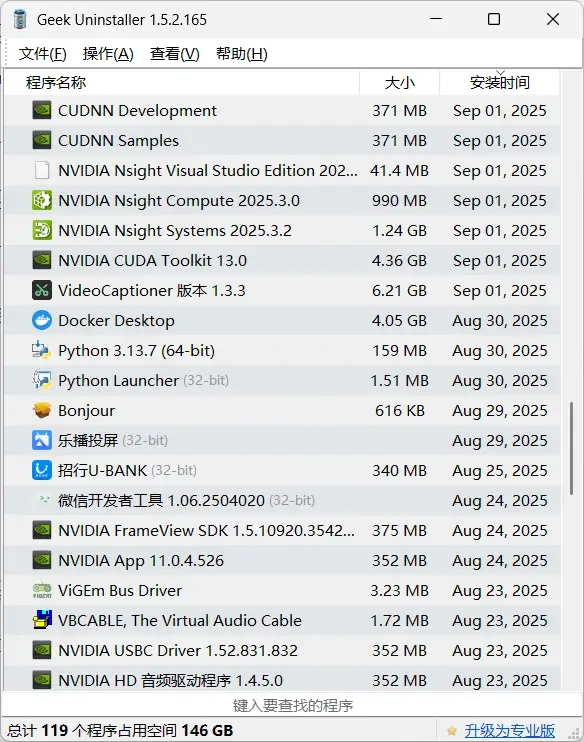 Geek Uninstaller 1.5.2.165
文件(F) 操作(A) 查看(V) 帮助(H)
程序名称 大小 安装时间
CUDNN Development 371 MB Sep 01, 2025
CUDNN Samples 371 MB Sep 01, 2025
NVIDIA Nsight Visual Studio Edition 202... 41.4 MB Sep 01, 2025
NVIDIA Nsight Compute 2025.3.0 990 MB Sep 01, 2025
NVIDIA Nsight Systems 2025.3.2 1.24 GB Sep 01, 2025
NVIDIA CUDA Toolkit 13.0 4.36 GB Sep 01, 2025
VideoCaptioner 版本 1.3.3 6.21 GB Sep 01, 2025
Docker Desktop 4.05 GB Aug 30, 2025
Python 3.13.7 (64-bit) 159 MB Aug 30, 2025
Python Launcher (32-bit) 1.51 MB Aug 30, 2025
Bonjour 616 KB Aug 29, 2025
乐播投屏 (32-bit) Aug 29, 2025
招行U-BANK (32-bit) 340 MB Aug 25, 2025
微信开发者工具 1.06.2504020 (32-bit) Aug 24, 2025
NVIDIA FrameView SDK 1.5.10920.3542... 375 MB Aug 24, 2025
NVIDIA App 11.0.4.526 352 MB Aug 24, 2025
ViGEm Bus Driver 3.23 MB Aug 23, 2025
VBCABLE, The Virtual Audio Cable 1.72 MB Aug 23, 2025
NVIDIA USBC Driver 1.52.831.832 352 MB Aug 23, 2025
NVIDIA HD 音频驱动程序 1.4.5.0 352 MB Aug 23, 2025
键入要查找的程序
总计 119 个程序占用空间 146 GB 升级为专业版